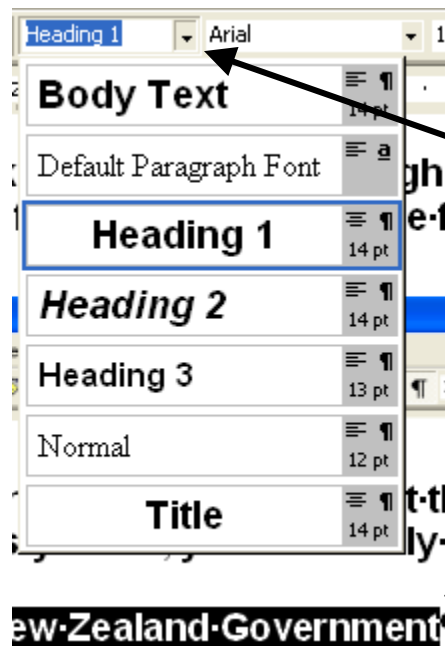 Heading 1 Arial 1
Body Text 14 pt
Default Paragraph Font a
Heading 1 14 pt
Heading 2 14 pt
Heading 3 13 pt
Normal 12 pt
Title 14 pt
ew·Zealand·Government